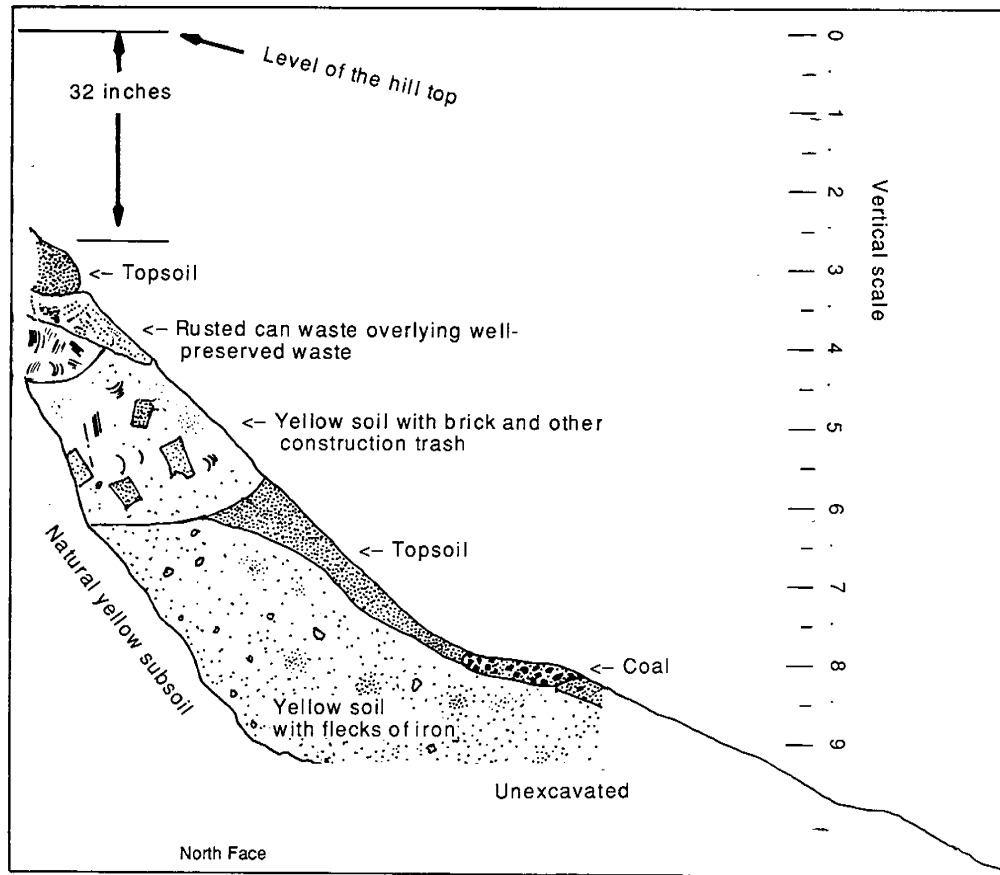 Level of the hill top
32 inches
<– Topsoil
<– Rusted can waste overlying well-
preserved waste
<– Yellow soil with brick and other
construction trash
<– Topsoil
<– Coal
Natural yellow subsoil
Yellow soil
with flecks of iron
Unexcavated
North Face
0
1
2
3
4
5
6
7
8
9
Vertical scale